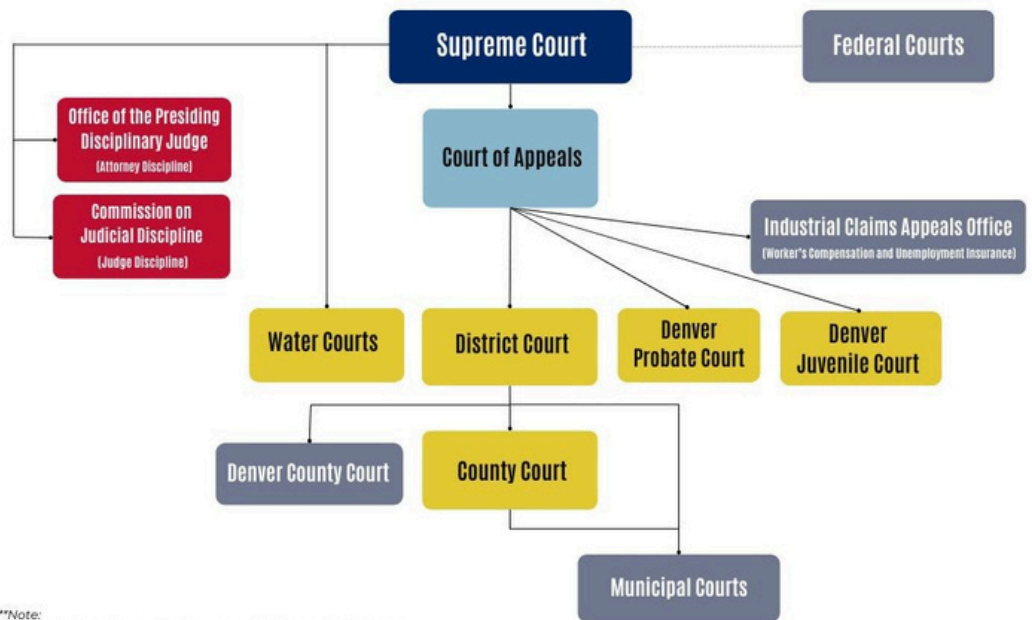 Supreme Court
Federal Courts
Office of the Presiding
Disciplinary Judge
(Attorney Discipline)
Court of Appeals
Commission on
Judicial Discipline
(Judge Discipline)
Industrial Claims Appeals Office
(Worker's Compensation and Unemployment Insurance)
Water Courts
District Court
Denver
Probate Court
Denver
Juvenile Court
Denver County Court
County Court
Municipal Courts
**Note: